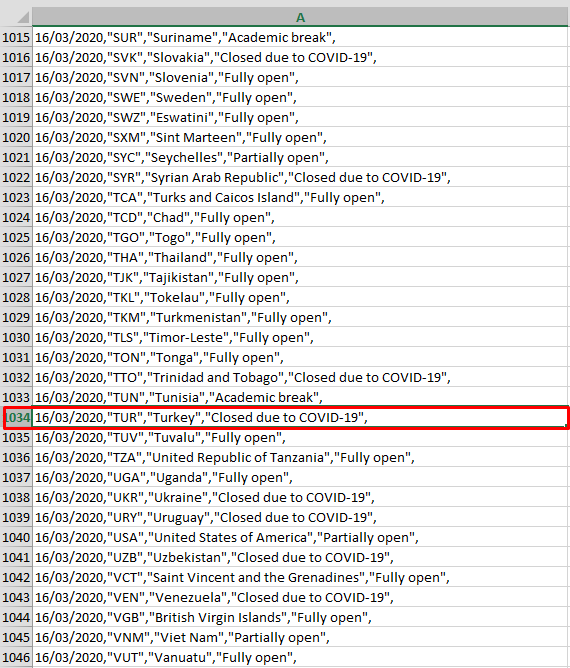 A
1015 16/03/2020,"SUR","Suriname","Academic break",
1016 16/03/2020,"SVK","Slovakia","Closed due to COVID-19",
1017 16/03/2020,"SVN","Slovenia","Fully open",
1018 16/03/2020,"SWE","Sweden","Fully open",
1019 16/03/2020,"SWZ","Eswatini","Fully open",
1020 16/03/2020,"SXM","Sint Marteen","Fully open",
1021 16/03/2020,"SYC","Seychelles","Partially open",
1022 16/03/2020,"SYR","Syrian Arab Republic","Closed due to COVID-19",
1023 16/03/2020,"TCA","Turks and Caicos Island","Fully open",
1024 16/03/2020,"TCD","Chad","Fully open",
1025 16/03/2020,"TGO","Togo","Fully open",
1026 16/03/2020,"THA","Thailand","Fully open",
1027 16/03/2020,"TJK","Tajikistan","Fully open",
1028 16/03/2020,"TKL","Tokelau","Fully open",
1029 16/03/2020,"TKM","Turkmenistan","Fully open",
1030 16/03/2020,"TLS","Timor-Leste","Fully open",
1031 16/03/2020,"TON","Tonga","Fully open",
1032 16/03/2020,"TTO","Trinidad and Tobago","Closed due to COVID-19",
1033 16/03/2020,"TUN","Tunisia","Academic break",
1034 16/03/2020,"TUR","Turkey","Closed due to COVID-19",
1035 16/03/2020,"TUV","Tuvalu","Fully open",
1036 16/03/2020,"TZA","United Republic of Tanzania","Fully open",
1037 16/03/2020,"UGA","Uganda","Fully open",
1038 16/03/2020,"UKR","Ukraine","Closed due to COVID-19",
1039 16/03/2020,"URY","Uruguay","Closed due to COVID-19",
1040 16/03/2020,"USA","United States of America","Partially open",
1041 16/03/2020,"UZB","Uzbekistan","Closed due to COVID-19",
1042 16/03/2020,"VCT","Saint Vincent and the Grenadines","Fully open",
1043 16/03/2020,"VEN","Venezuela","Closed due to COVID-19",
1044 16/03/2020,"VGB","British Virgin Islands","Fully open",
1045 16/03/2020,"VNM","Viet Nam","Partially open",
1046 16/03/2020,"VUT","Vanuatu","Fully open",